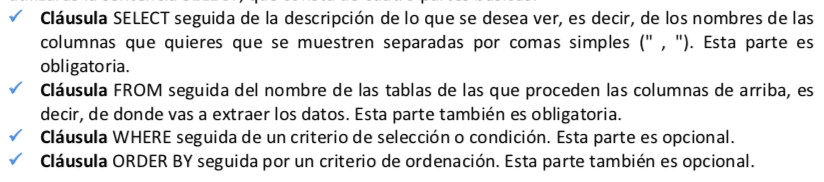 ✓ Cláusula SELECT seguida de la descripción de lo que se desea ver, es decir, de los nombres de las
columnas que quieres que se muestren separadas por comas simples (" , "). Esta parte es
obligatoria.
✓ Cláusula FROM seguida del nombre de las tablas de las que proceden las columnas de arriba, es
decir, de donde vas a extraer los datos. Esta parte también es obligatoria.
✓ Cláusula WHERE seguida de un criterio de selección o condición. Esta parte es opcional.
✓ Cláusula ORDER BY seguida por un criterio de ordenación. Esta parte también es opcional.